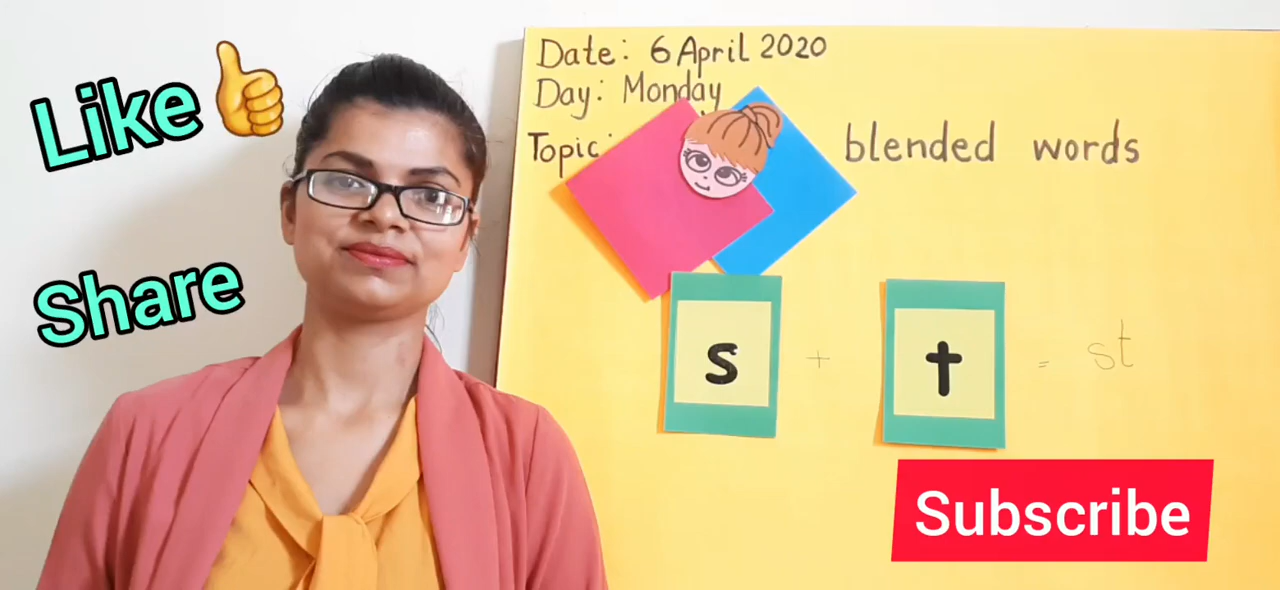 Like
Share
Date: 6 April 2020
Day: Monday
Topic: blended words
s + t = st
Subscribe